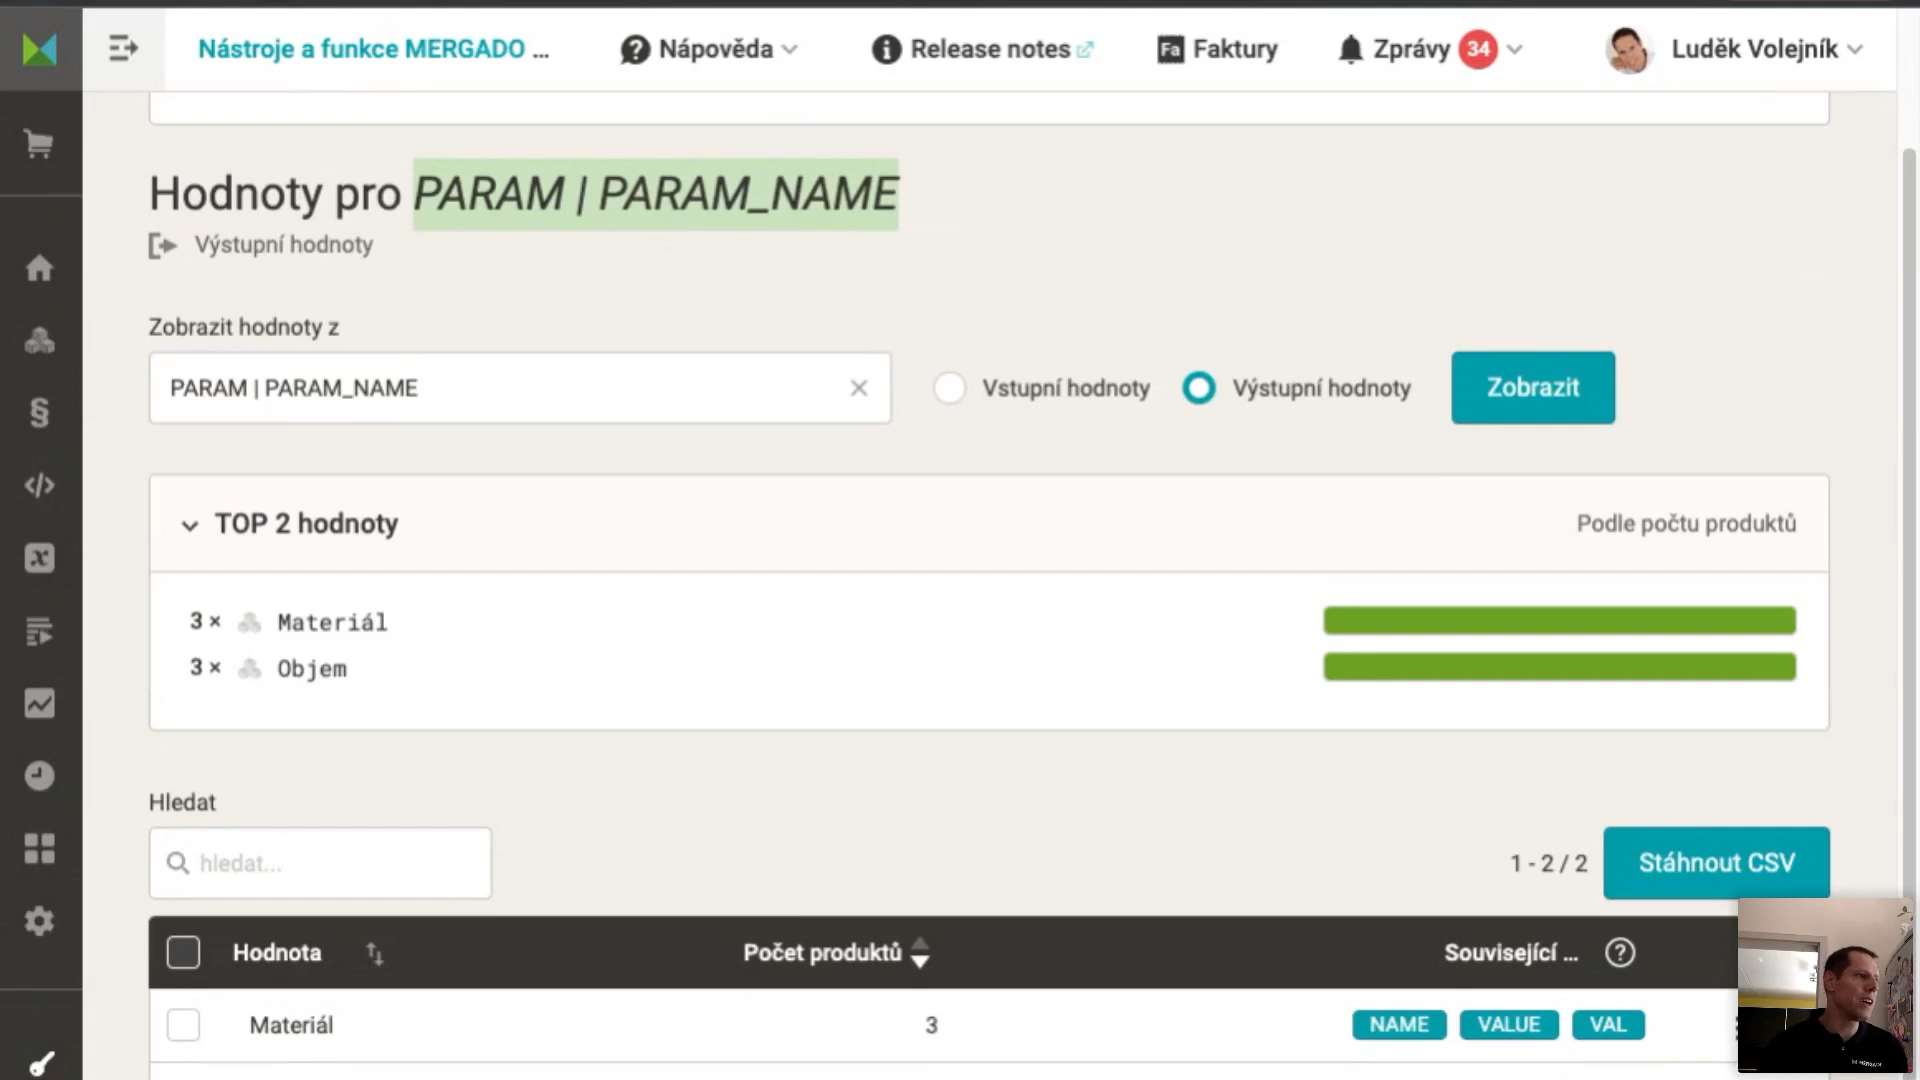 Nástroje a funkce MERGADO ...
Nápověda
Release notes
Fa Faktury
Zprávy 34
Luděk Volejník
Hodnoty pro PARAM | PARAM_NAME
Výstupní hodnoty
Zobrazit hodnoty z
PARAM | PARAM_NAME
Vstupní hodnoty
Výstupní hodnoty
Zobrazit
TOP 2 hodnoty
Podle počtu produktů
3 × Materiál
3 × Objem
Hledat
hledat...
1 - 2 / 2
Stáhnout CSV
Hodnota
Počet produktů
Související ...
Materiál
3
NAME VALUE VAL